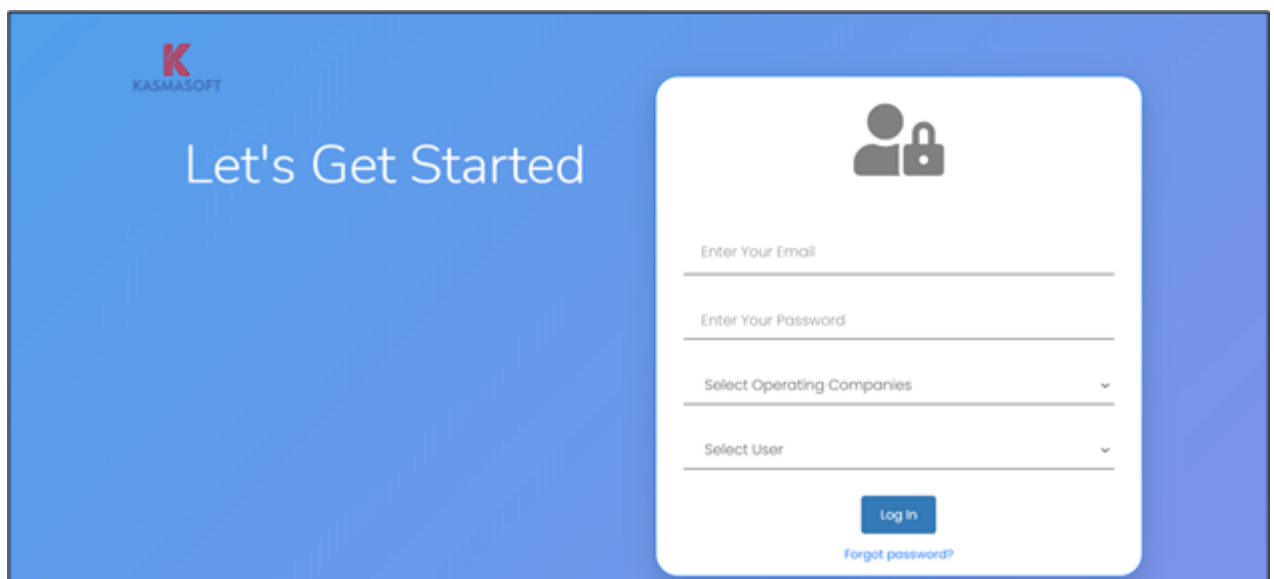 K
KASMASOFT
Let's Get Started
Enter Your Email
Enter Your Password
Select Operating Companies
Select User
Log In
Forgot password?